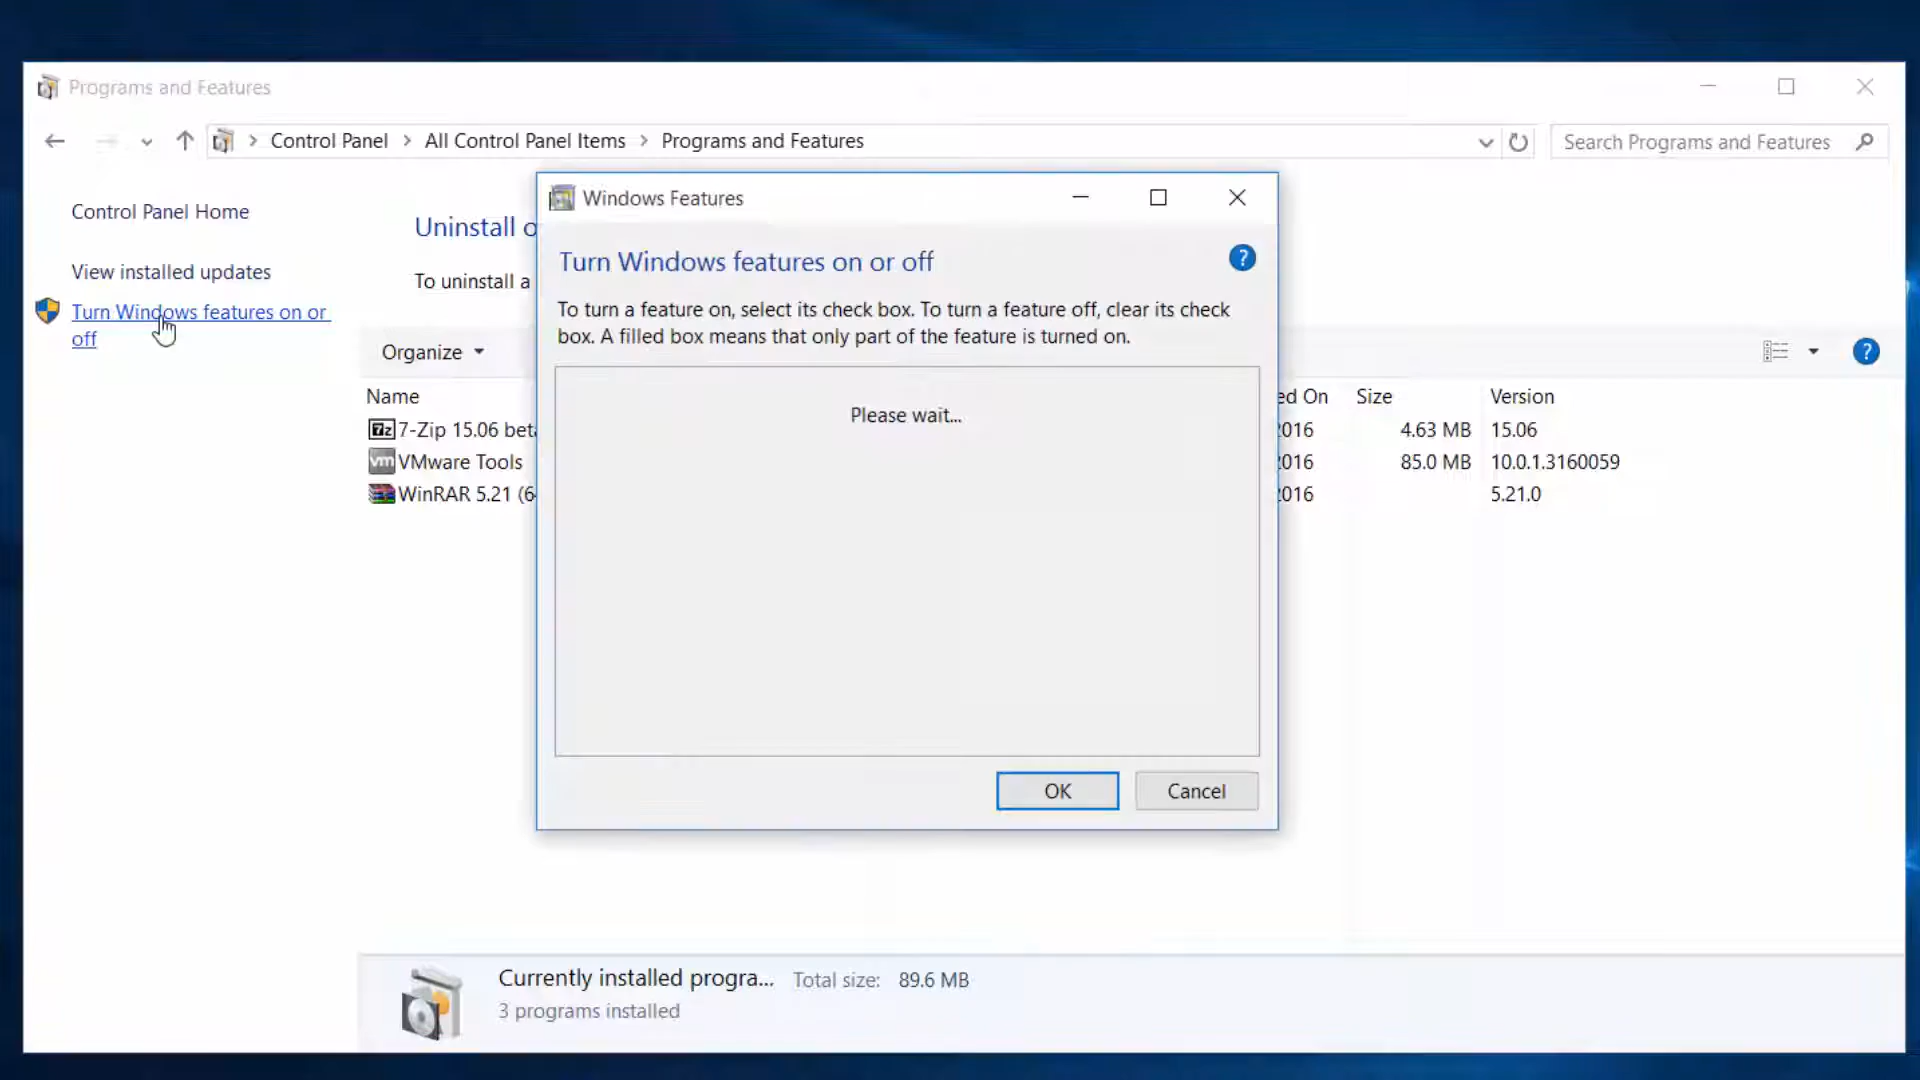 Programs and Features
Control Panel > All Control Panel Items > Programs and Features
Search Programs and Features
Control Panel Home
View installed updates
Turn Windows features on or
off
Uninstall o
To uninstall a
Organize
Name
ed On
Size
Version
7-Zip 15.06 beta
2016
4.63 MB
15.06
VMware Tools
2016
85.0 MB
10.0.1.3160059
WinRAR 5.21 (6
2016
5.21.0
Windows Features
Turn Windows features on or off
?
To turn a feature on, select its check box. To turn a feature off, clear its check
box. A filled box means that only part of the feature is turned on.
Please wait...
OK
Cancel
?
Currently installed progra...
Total size: 89.6 MB
3 programs installed